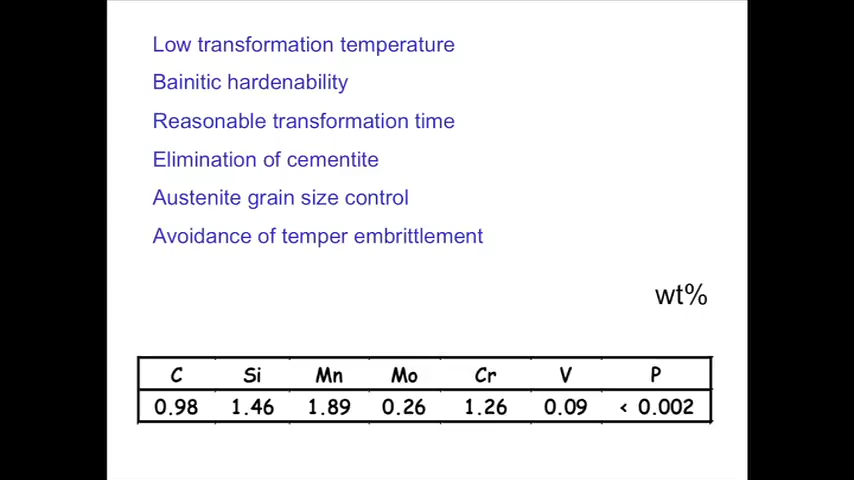 Low transformation temperature
Bainitic hardenability
Reasonable transformation time
Elimination of cementite
Austenite grain size control
Avoidance of temper embrittlement
wt%
C Si Mn Mo Cr V P
0.98 1.46 1.89 0.26 1.26 0.09 < 0.002